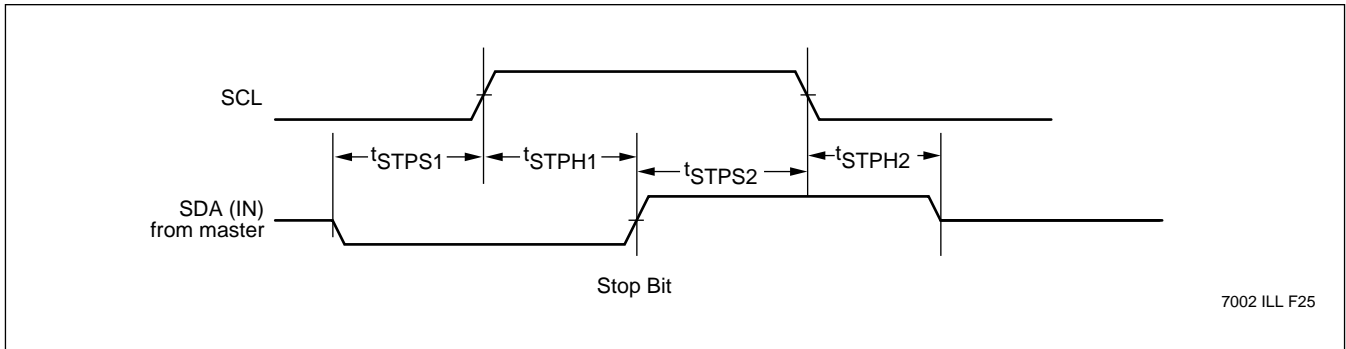 SCL
tSTPS1
tSTPH1
tSTPS2
tSTPH2
SDA (IN)
from master
Stop Bit
7002 ILL F25